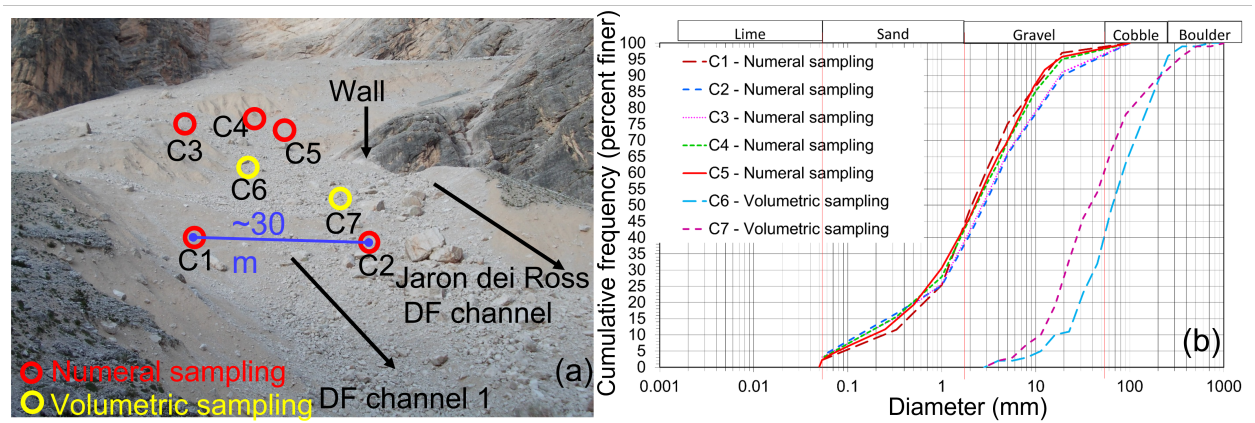 Wall
C4
C3
C5
C6
C7
~30
m
C1
C2
Jaron dei Ross
DF channel
DF channel 1
(a)
Numeral sampling
Volumetric sampling
Lime
Sand
Gravel
Cobble
Boulder
Cumulative frequency (percent finer)
100
95
90
85
80
75
70
65
60
55
50
45
40
35
30
25
20
15
10
5
0
C1 - Numeral sampling
C2 - Numeral sampling
C3 - Numeral sampling
C4 - Numeral sampling
C5 - Numeral sampling
C6 - Volumetric sampling
C7 - Volumetric sampling
(b)
0.001
0.01
0.1
1
10
100
1000
Diameter (mm)